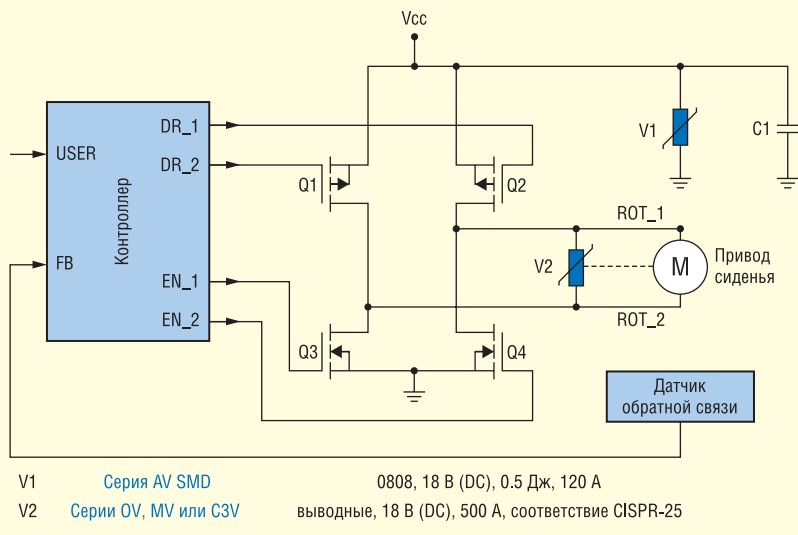 Vcc
DR_1
DR_2
USER
FB
Контроллер
EN_1
EN_2
Q1
Q2
V1
C1
ROT_1
V2
M
Привод
сиденья
ROT_2
Q3
Q4
Датчик
обратной связи
V1 Серия AV SMD 0808, 18 В (DC), 0.5 Дж, 120 А
V2 Серии OV, MV или C3V выводные, 18 В (DC), 500 А, соответствие CISPR-25